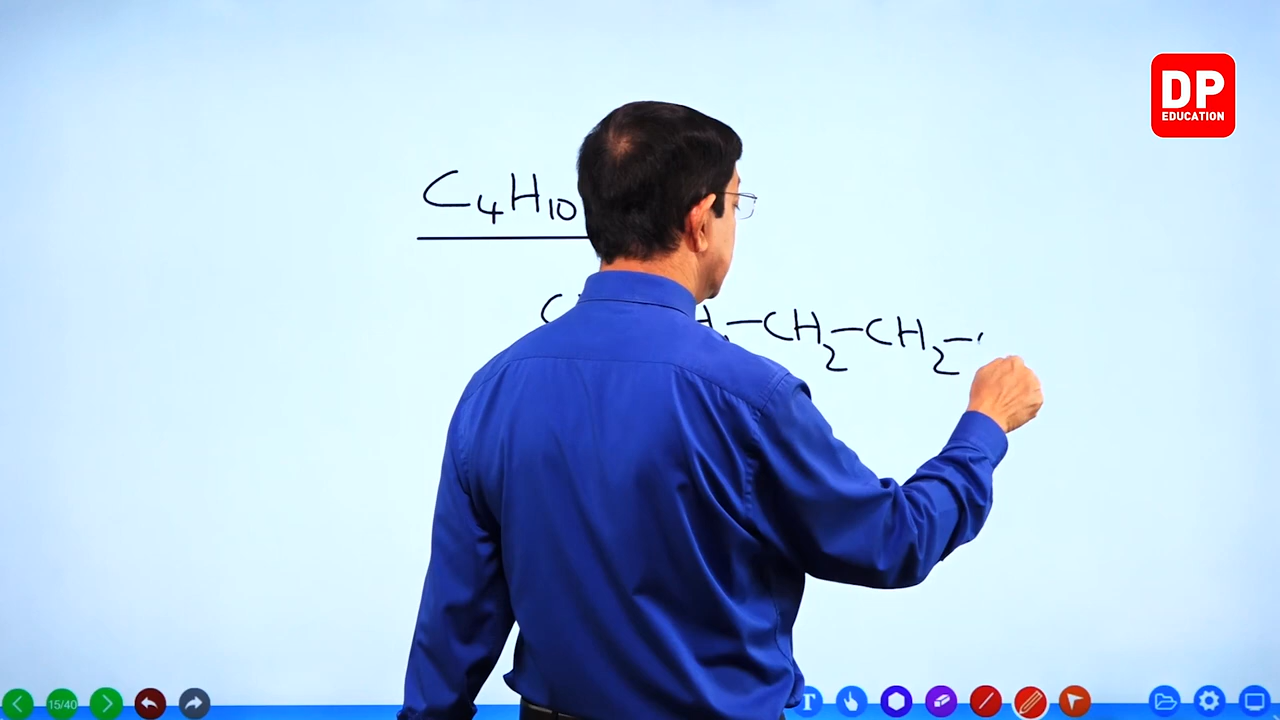 DP
EDUCATION
C₄H₁₀
–CH₂–CH₂–
15/40
T